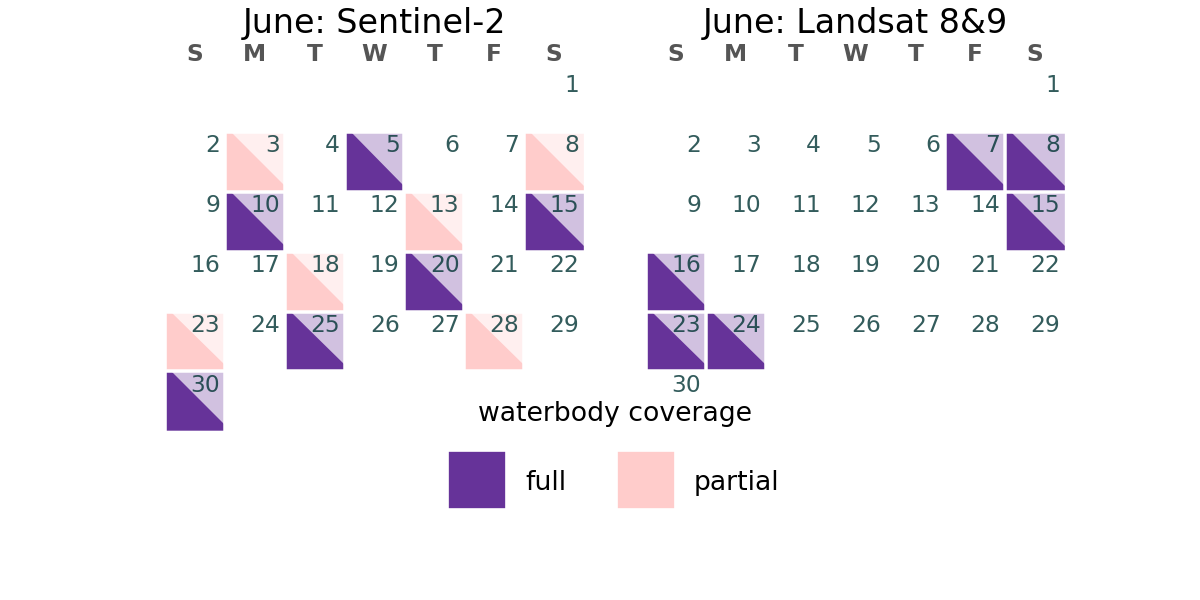 June: Sentinel-2
S M T W T F S
1
2 3 4 5 6 7 8
9 10 11 12 13 14 15
16 17 18 19 20 21 22
23 24 25 26 27 28 29
30
June: Landsat 8&9
S M T W T F S
1
2 3 4 5 6 7 8
9 10 11 12 13 14 15
16 17 18 19 20 21 22
23 24 25 26 27 28 29
30
waterbody coverage
full
partial